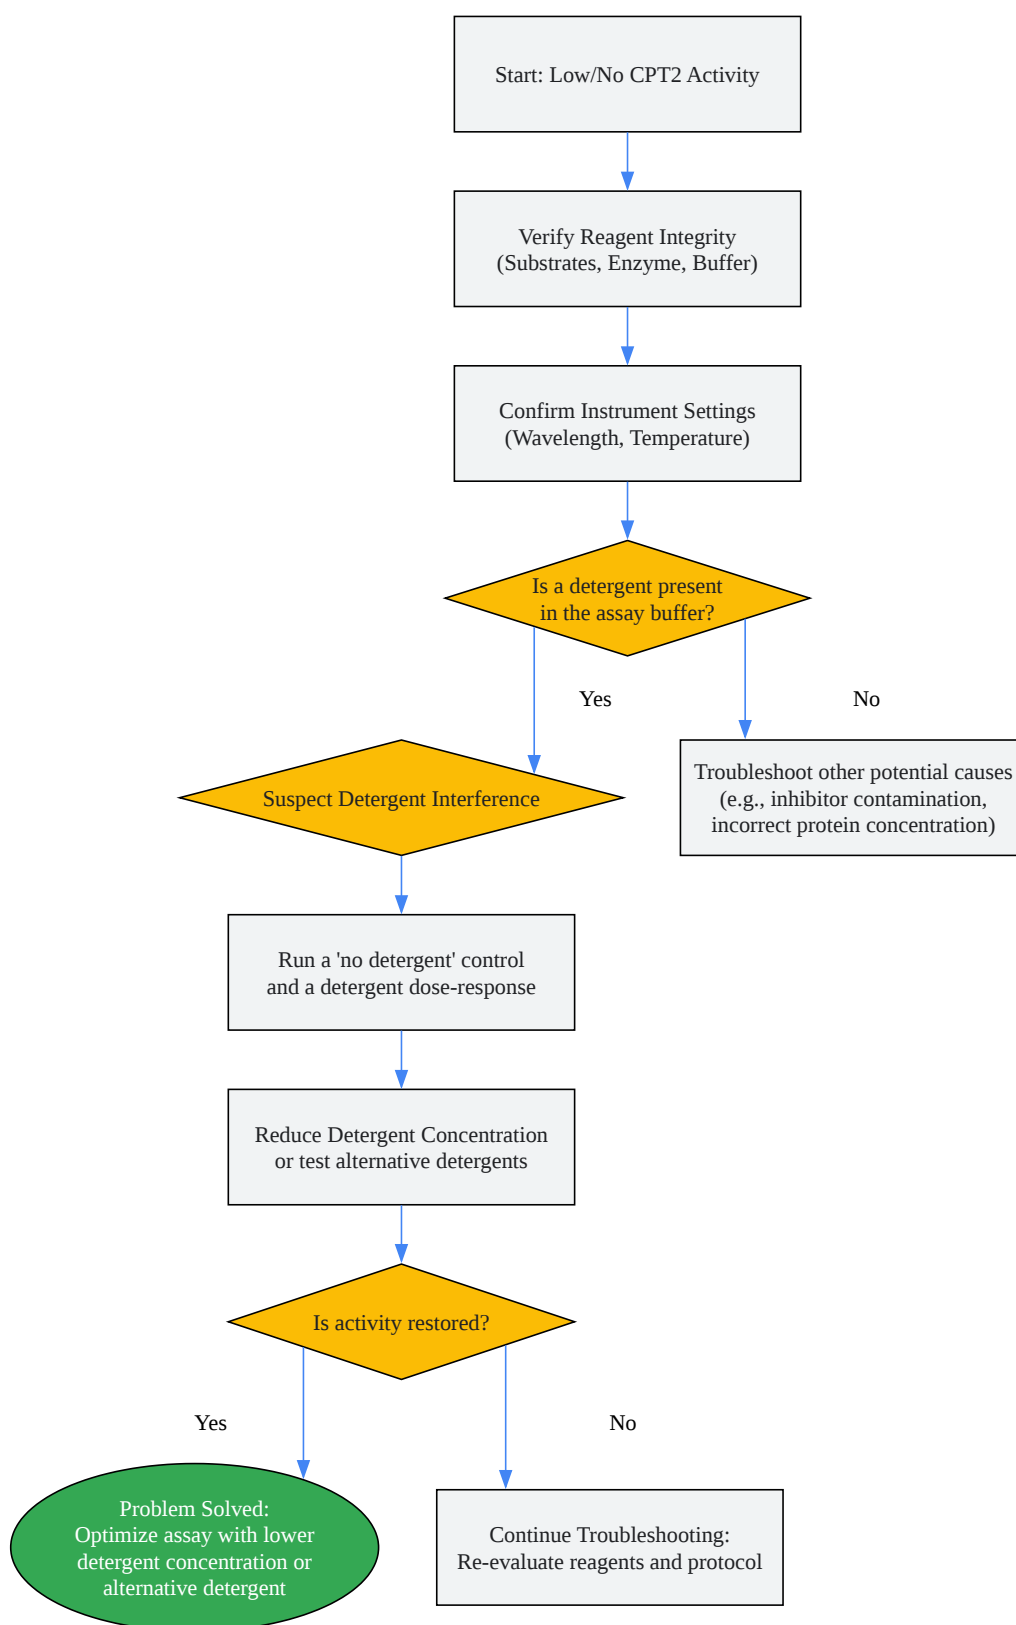 Start: Low/No CPT2 Activity
Verify Reagent Integrity
(Substrates, Enzyme, Buffer)
Confirm Instrument Settings
(Wavelength, Temperature)
Is a detergent present
in the assay buffer?
Yes
No
Suspect Detergent Interference
Troubleshoot other potential causes
(e.g., inhibitor contamination,
incorrect protein concentration)
Run a 'no detergent' control
and a detergent dose-response
Reduce Detergent Concentration
or test alternative detergents
Is activity restored?
Yes
No
Problem Solved:
Optimize assay with lower
detergent concentration or
alternative detergent
Continue Troubleshooting:
Re-evaluate reagents and protocol